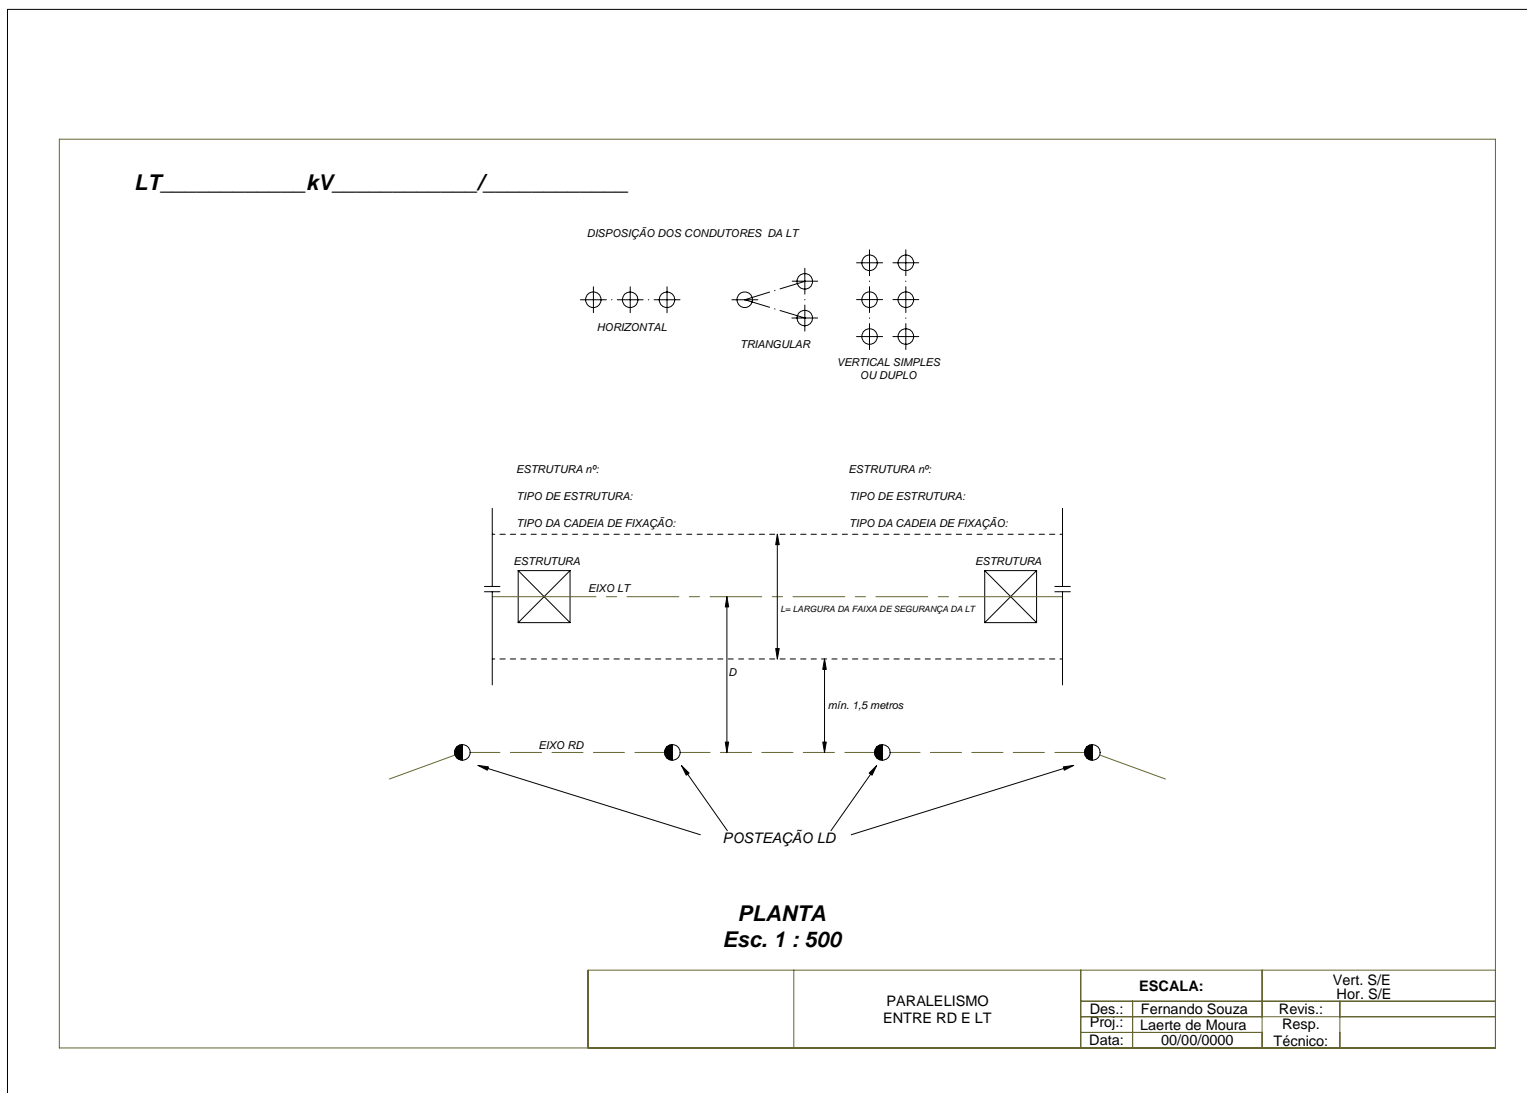 LT____________kV____________/____________
DISPOSIÇÃO DOS CONDUTORES DA LT
HORIZONTAL
TRIANGULAR
VERTICAL SIMPLES
OU DUPLO
ESTRUTURA nº:
TIPO DE ESTRUTURA:
TIPO DA CADEIA DE FIXAÇÃO:
ESTRUTURA nº:
TIPO DE ESTRUTURA:
TIPO DA CADEIA DE FIXAÇÃO:
ESTRUTURA
ESTRUTURA
EIXO LT
L= LARGURA DA FAIXA DE SEGURANÇA DA LT
D
mín. 1,5 metros
EIXO RD
POSTEAÇÃO LD
PLANTA
Esc. 1 : 500
PARALELISMO
ENTRE RD E LT
ESCALA:
Vert. S/E
Hor. S/E
Des.: Fernando Souza Revis.:
Proj.: Laerte de Moura Resp.
Data: 00/00/0000 Técnico: